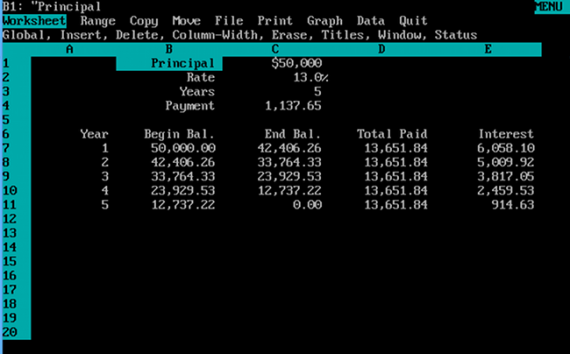 B1: "Principal MENU
Worksheet Range Copy Move File Print Graph Data Quit
Global, Insert, Delete, Column-Width, Erase, Titles, Window, Status
A B C D E
1 Principal $50,000
2 Rate 13.0%
3 Years 5
4 Payment 1,137.65
5
6 Year Begin Bal. End Bal. Total Paid Interest
7 1 50,000.00 42,406.26 13,651.84 6,058.10
8 2 42,406.26 33,764.33 13,651.84 5,009.92
9 3 33,764.33 23,929.53 13,651.84 3,817.05
10 4 23,929.53 12,737.22 13,651.84 2,459.53
11 5 12,737.22 0.00 13,651.84 914.63
12
13
14
15
16
17
18
19
20